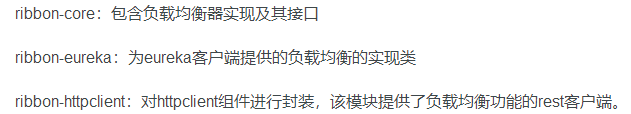 ribbon-core：包含负载均衡器实现及其接口
ribbon-eureka：为eureka客户端提供的负载均衡的实现类
ribbon-httpclient：对httpclient组件进行封装，该模块提供了负载均衡功能的rest客户端。